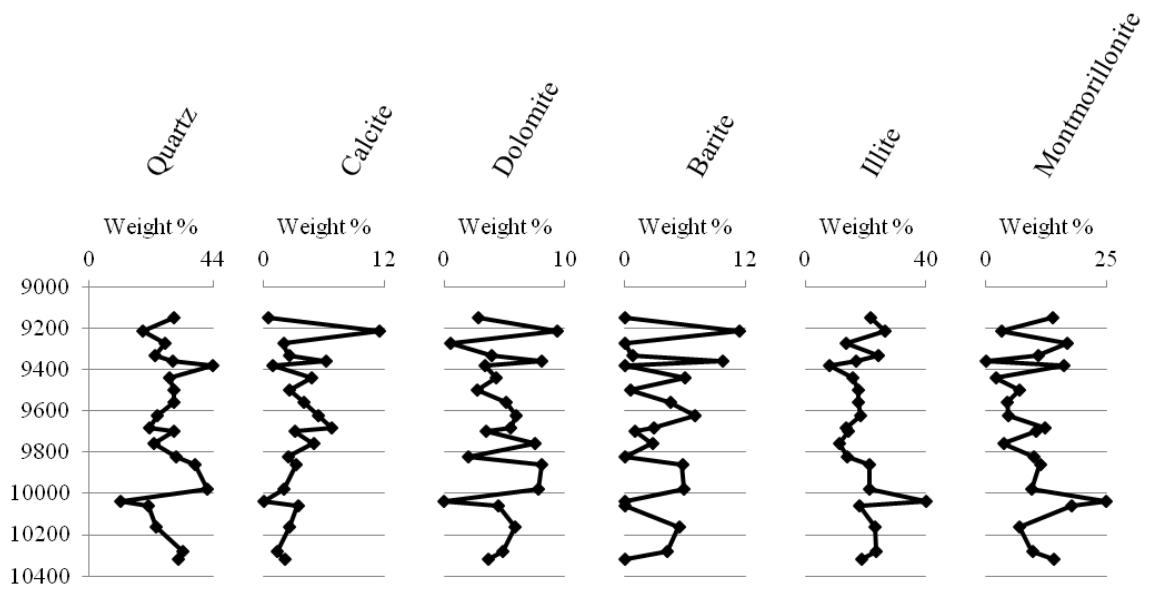 Quartz Calcite Dolomite Barite Illite Montmorillonite
Weight % Weight % Weight % Weight % Weight % Weight %
0 44 0 12 0 10 0 12 0 40 0 25
9000
9200
9400
9600
9800
10000
10200
10400